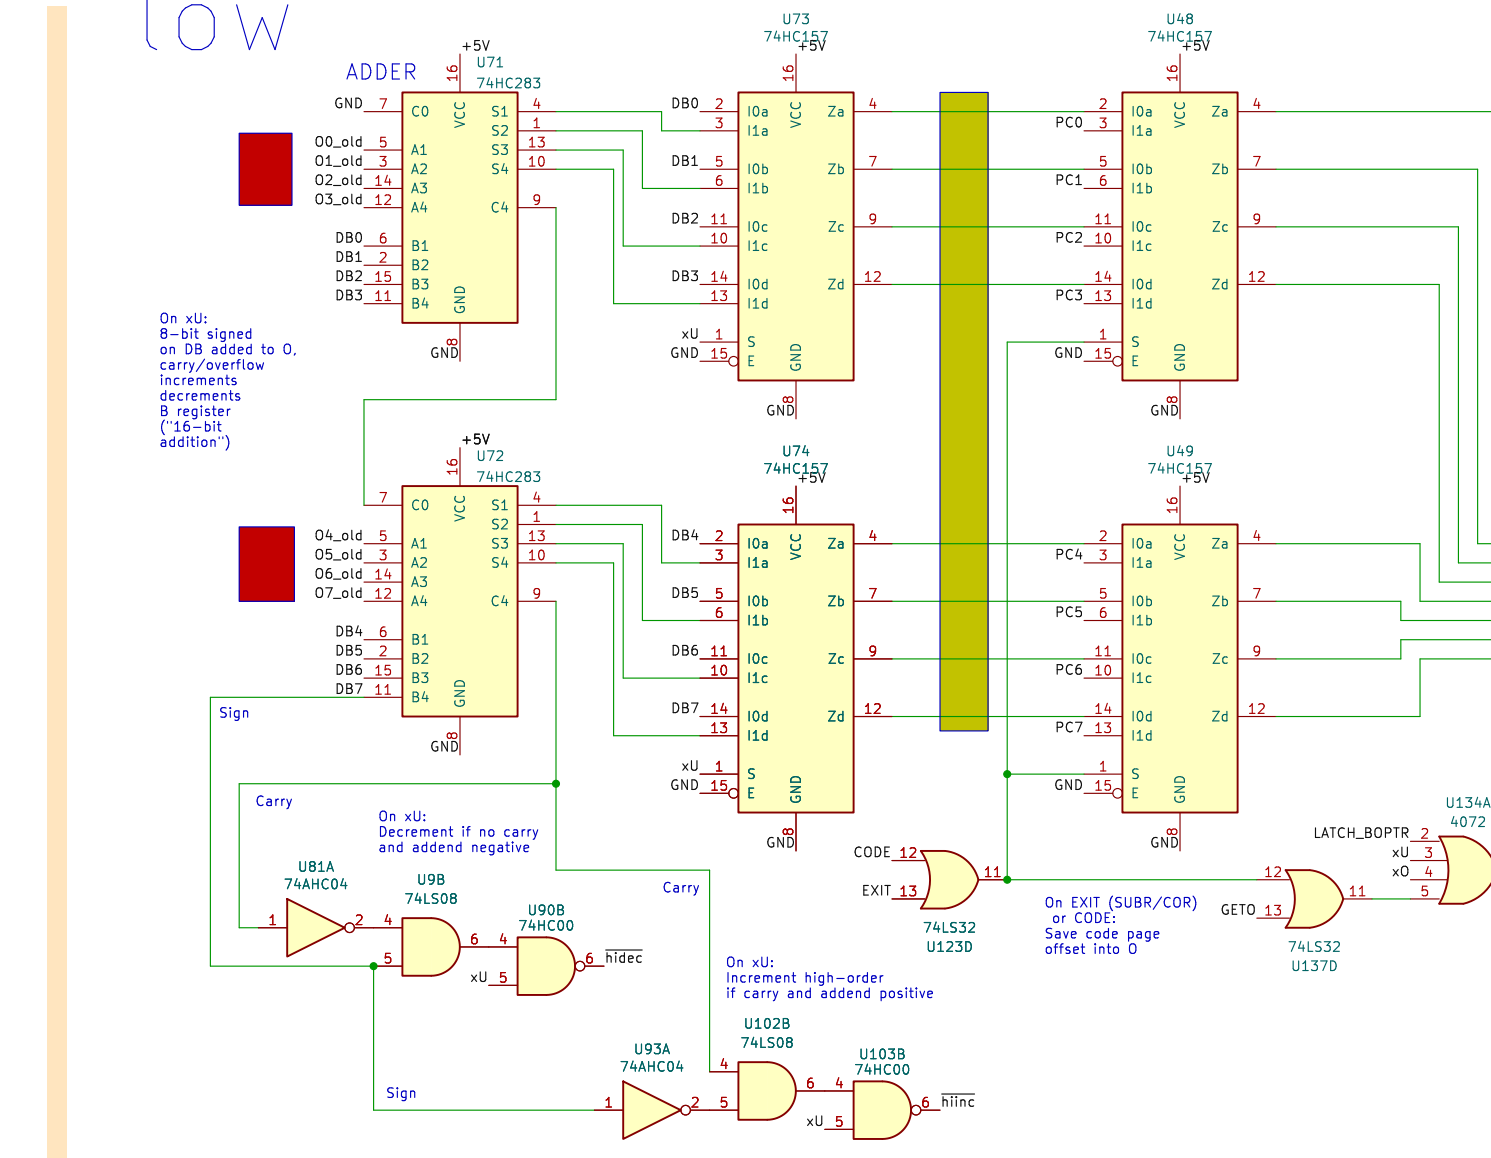 low
ADDER
+5V
U71
74HC283
16
VCC
GND 7 C0
O0_old 5 A1
O1_old 3 A2
O2_old 14 A3
O3_old 12 A4
DB0 6 B1
DB1 2 B2
DB2 15 B3
DB3 11 B4
S1 4
S2 1
S3 13
S4 10
C4 9
GND
8
GND
U73
74HC157
+5V
16
VCC
DB0 2 I0a
3 I1a
DB1 5 I0b
6 I1b
DB2 11 I0c
10 I1c
DB3 14 I0d
13 I1d
xU 1 S
GND 15 E
Za 4
Zb 7
Zc 9
Zd 12
GND
8
GND
U48
74HC157
+5V
16
VCC
2 I0a
PC0 3 I1a
5 I0b
PC1 6 I1b
11 I0c
PC2 10 I1c
14 I0d
PC3 13 I1d
1 S
GND 15 E
Za 4
Zb 7
Zc 9
Zd 12
GND
8
GND
On xU:
8-bit signed
on DB added to O,
carry/overflow
increments
decrements
B register
("16-bit
addition")
+5V
U72
74HC283
16
VCC
7 C0
O4_old 5 A1
O5_old 3 A2
O6_old 14 A3
O7_old 12 A4
DB4 6 B1
DB5 2 B2
DB6 15 B3
DB7 11 B4
S1 4
S2 1
S3 13
S4 10
C4 9
GND
8
GND
U74
74HC157
+5V
16
VCC
DB4 2 I0a
3 I1a
DB5 5 I0b
6 I1b
DB6 11 I0c
10 I1c
DB7 14 I0d
13 I1d
xU 1 S
GND 15 E
Za 4
Zb 7
Zc 9
Zd 12
GND
8
GND
U49
74HC157
+5V
16
VCC
2 I0a
PC4 3 I1a
5 I0b
PC5 6 I1b
11 I0c
PC6 10 I1c
14 I0d
PC7 13 I1d
1 S
GND 15 E
Za 4
Zb 7
Zc 9
Zd 12
GND
8
GND
Sign
Carry
On xU:
Decrement if no carry
and addend negative
U81A
74AHC04
1 2
U9B
74LS08
4
5
6
U90B
74HC00
4
xU 5
6 hidec
Carry
CODE 12
EXIT 13
11
74LS32
U123D
On EXIT (SUBR/COR)
or CODE:
Save code page
offset into O
12
GETO 13
11
74LS32
U137D
U134A
4072
LATCH_BOPTR 2
xU 3
xO 4
5
On xU:
Increment high-order
if carry and addend positive
Sign
U93A
74AHC04
1 2
U102B
74LS08
4
5
6
U103B
74HC00
4
xU 5
6 hiinc